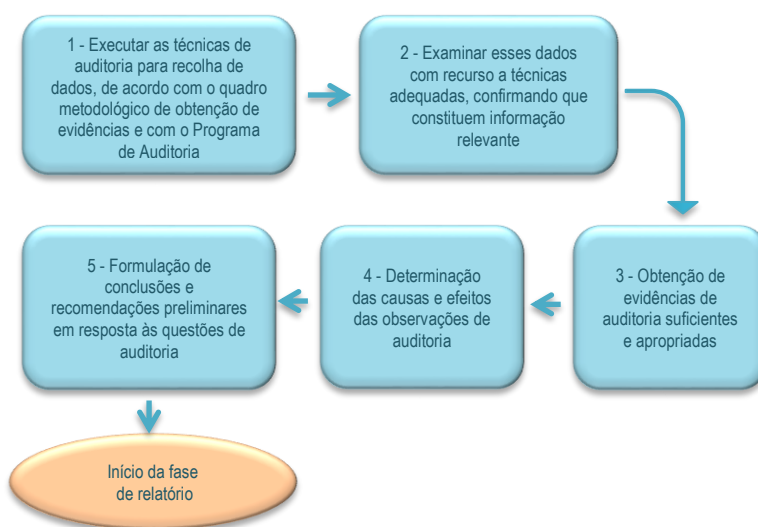 1 - Executar as técnicas de
auditoria para recolha de
dados, de acordo com o quadro
metodológico de obtenção de
evidências e com o Programa
de Auditoria
2 - Examinar esses dados
com recurso a técnicas
adequadas, confirmando que
constituem informação
relevante
3 - Obtenção de
evidências de
auditoria suficientes
e apropriadas
4 - Determinação
das causas e efeitos
das observações de
auditoria
5 - Formulação de
conclusões e
recomendações preliminares
em resposta às questões de
auditoria
Início da fase
de relatório